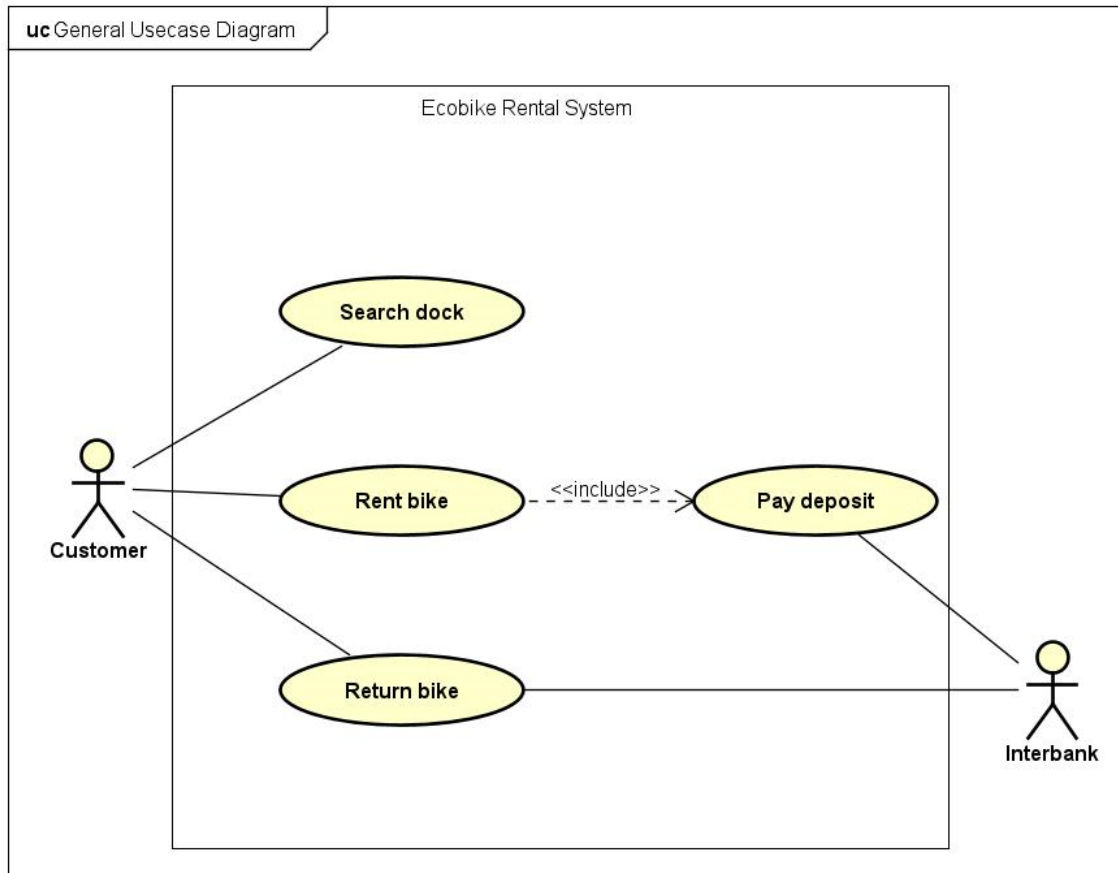 uc General Usecase Diagram
Ecobike Rental System
Search dock
Rent bike
<<include>>
Pay deposit
Customer
Return bike
Interbank